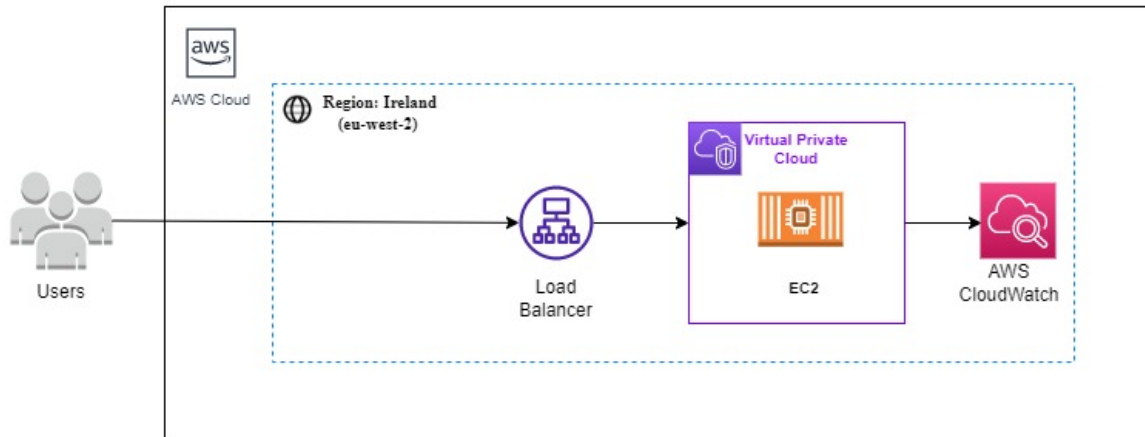 aws
AWS Cloud
Region: Ireland
(eu-west-2)
Virtual Private
Cloud
Users
Load
Balancer
EC2
AWS
CloudWatch